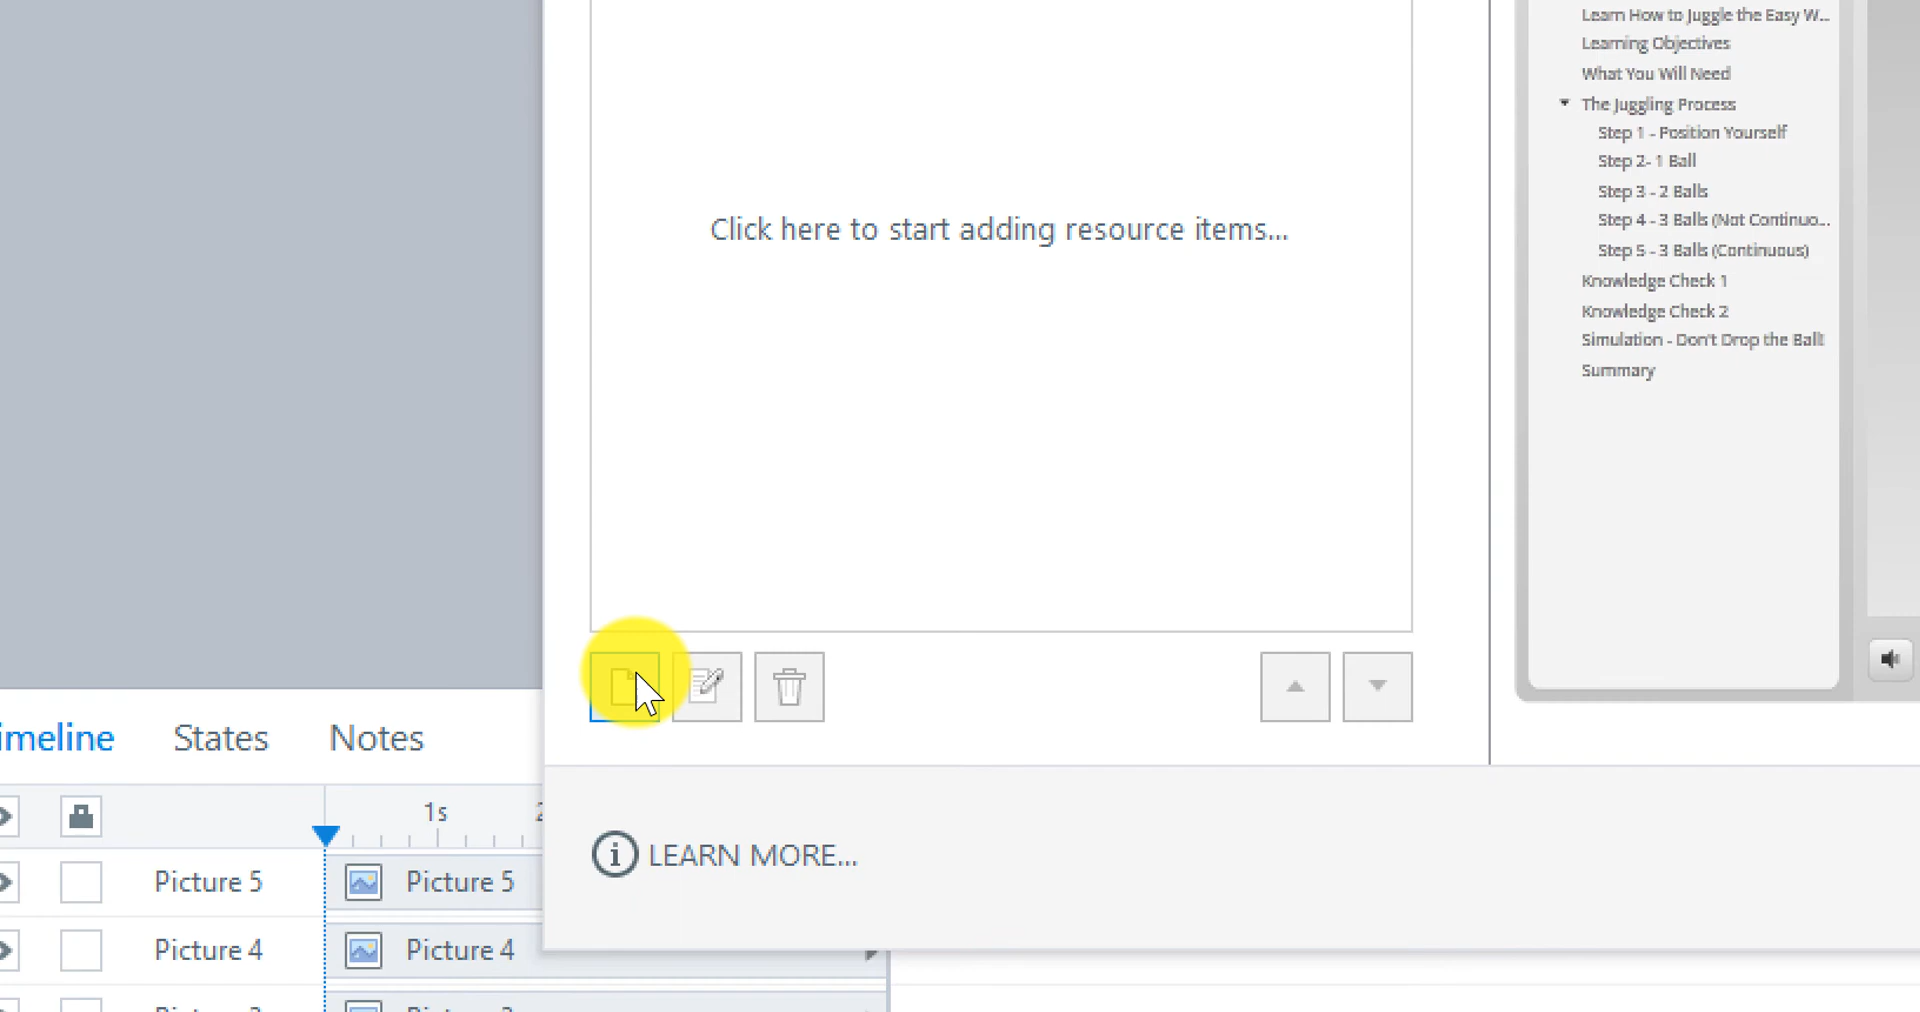 Learn How to Juggle the Easy W...
Learning Objectives
What You Will Need
The Juggling Process
Step 1 - Position Yourself
Step 2- 1 Ball
Step 3 - 2 Balls
Step 4 - 3 Balls (Not Continuo...
Step 5 - 3 Balls (Continuous)
Knowledge Check 1
Knowledge Check 2
Simulation - Don't Drop the Ball!
Summary
Click here to start adding resource items...
imeline States Notes
1s
Picture 5 Picture 5
Picture 4 Picture 4
LEARN MORE...